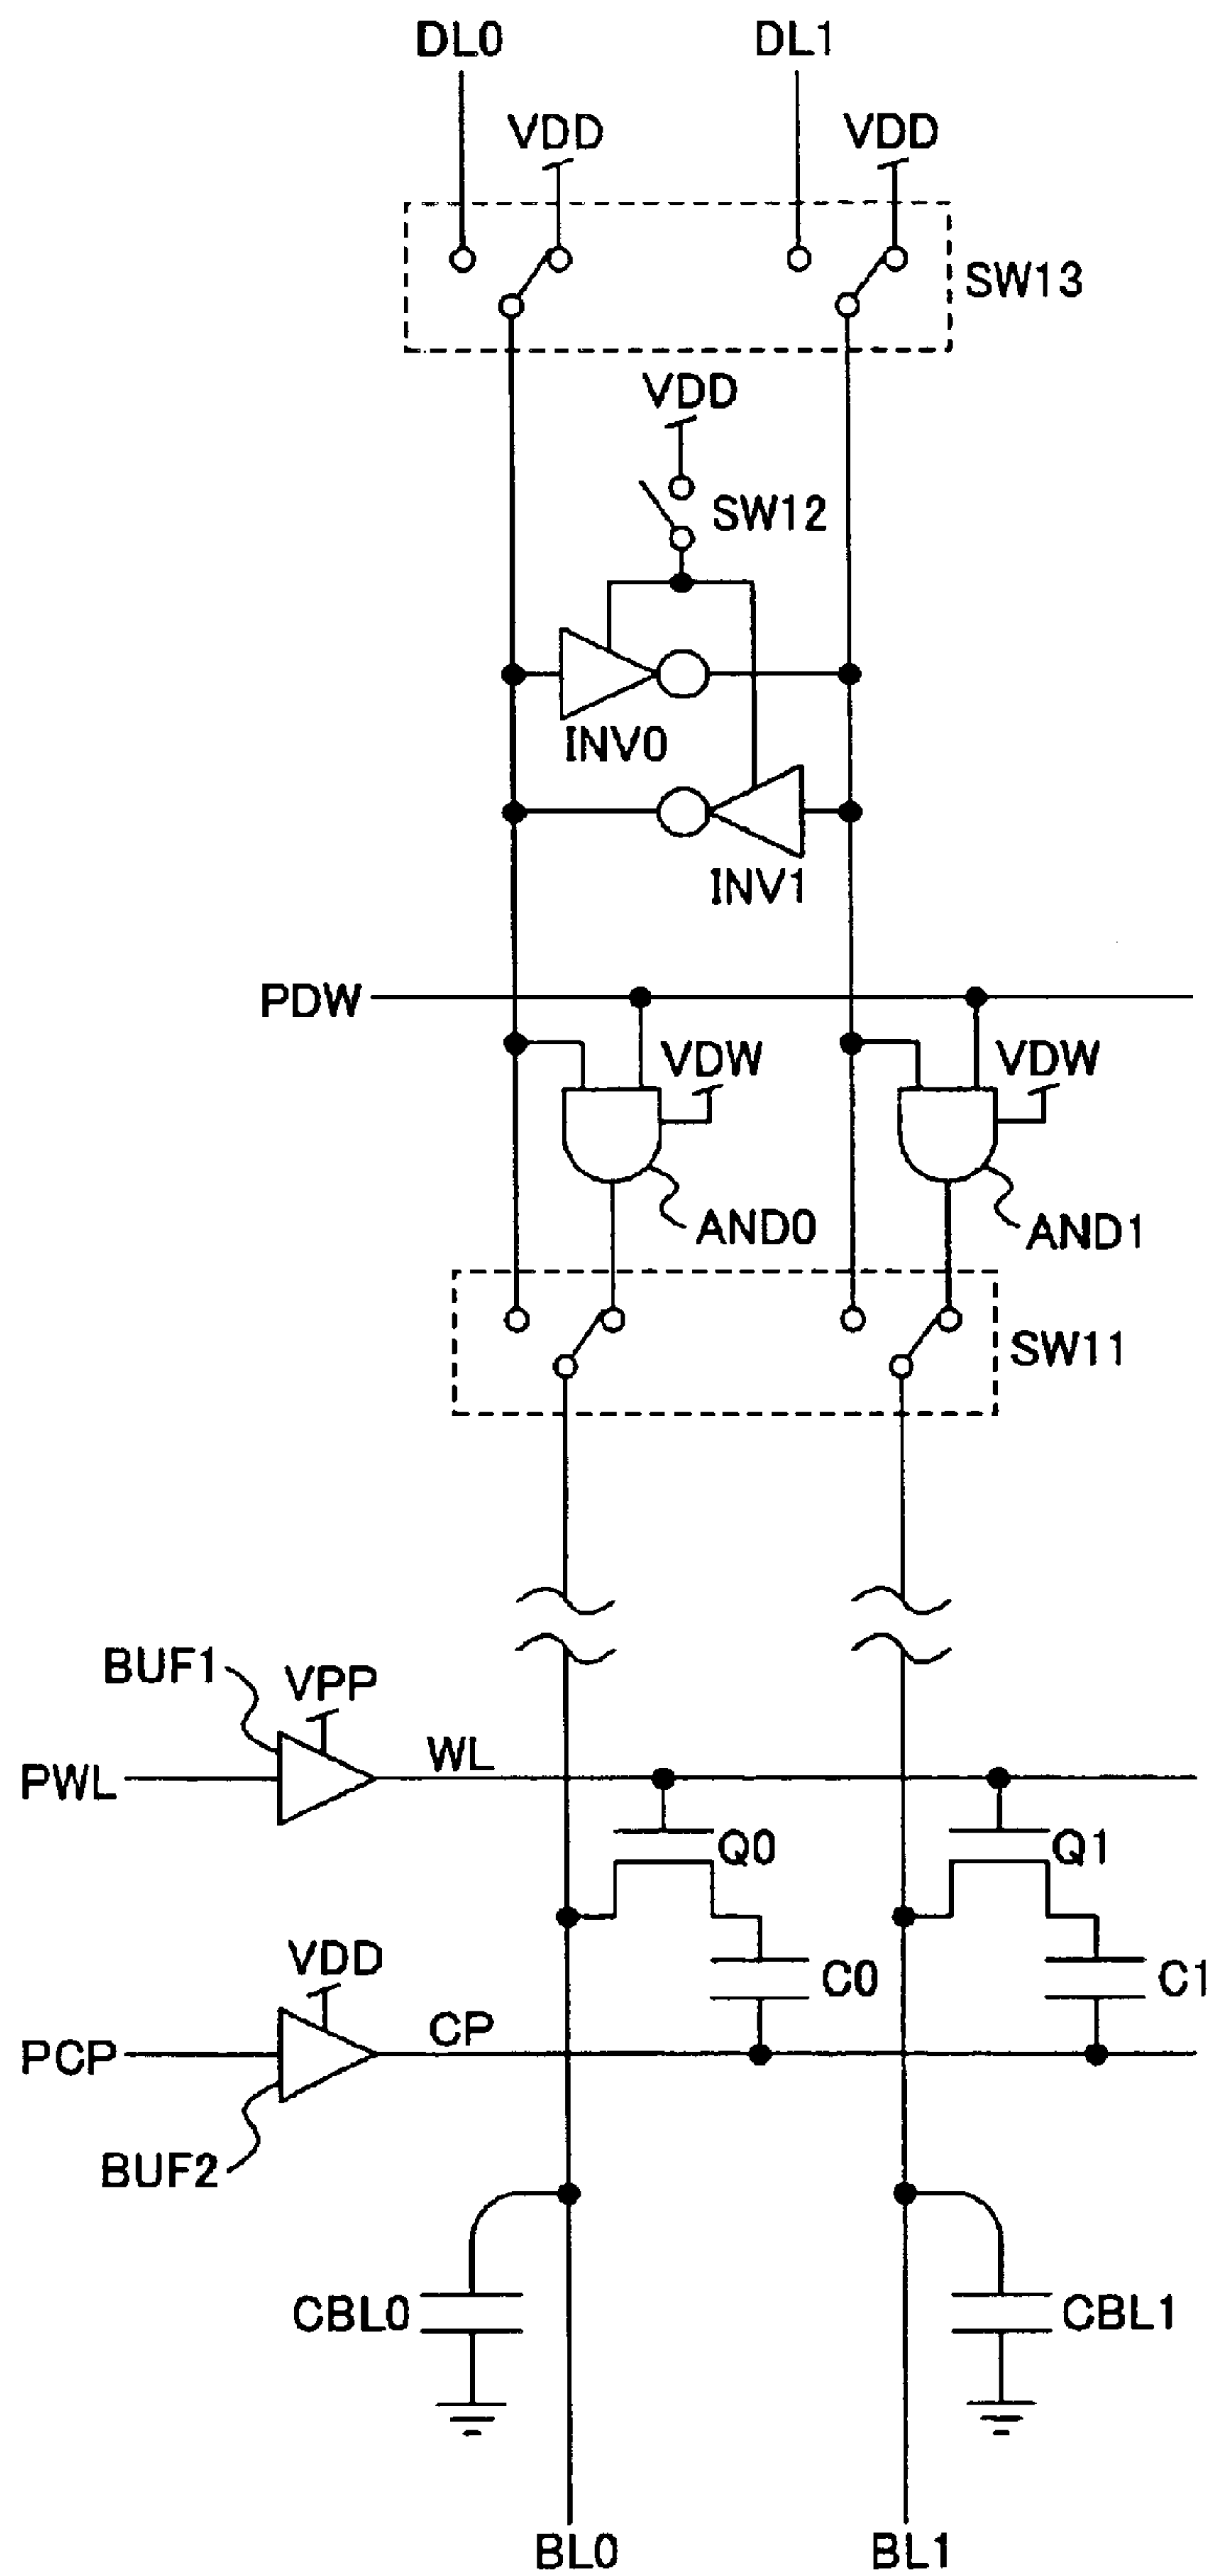 DL0 DL1
VDD VDD
SW13
VDD
SW12
INV0
INV1
PDW
VDW VDW
AND0 AND1
SW11
BUF1 VPP
PWL WL
Q0 Q1
VDD
C0 C1
PCP CP
BUF2
CBL0 CBL1
BL0 BL1